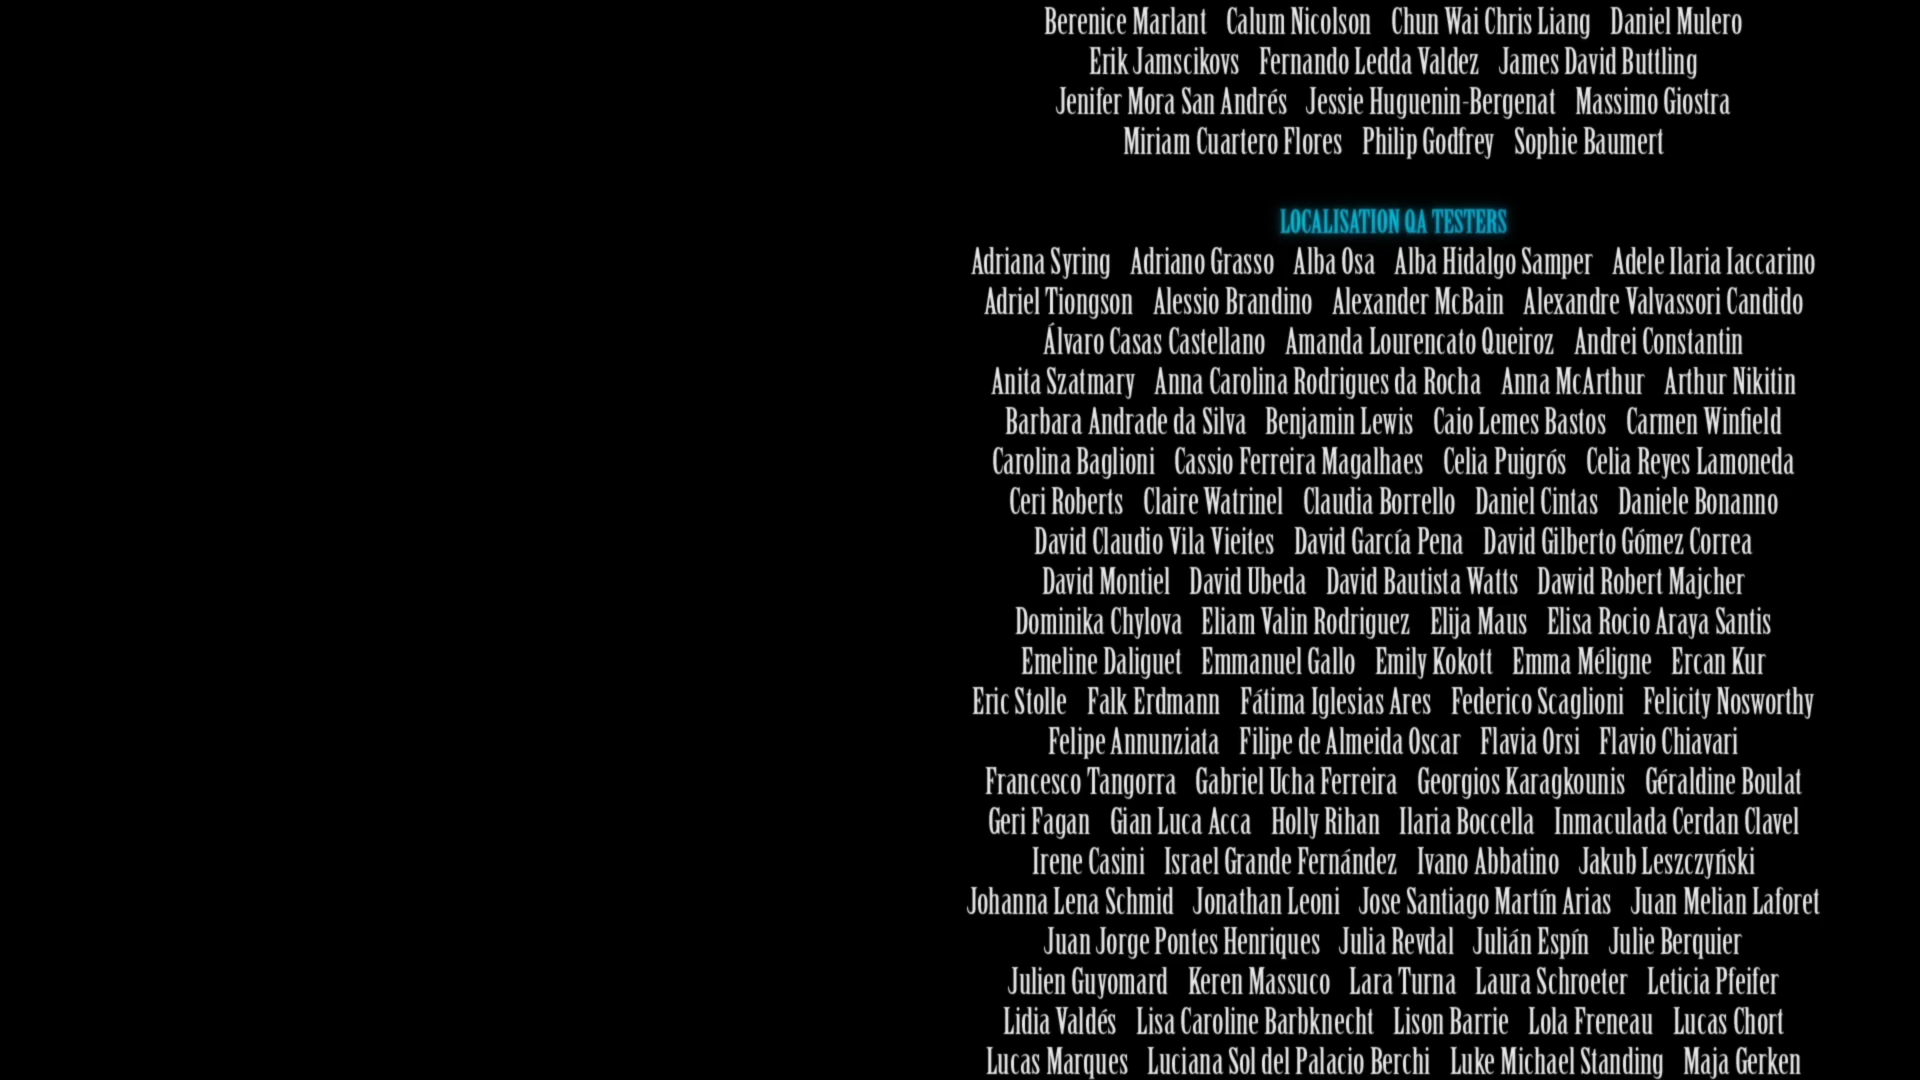 Berenice Marlant Calum Nicolson Chun Wai Chris Liang Daniel Mulero
Erik Jamscikovs Fernando Ledda Valdez James David Buttling
Jenifer Mora San Andrés Jessie Huguenin-Bergenat Massimo Giostra
Miriam Cuartero Flores Philip Godfrey Sophie Baumert
LOCALISATION QA TESTERS
Adriana Syring Adriano Grasso Alba Osa Alba Hidalgo Samper Adele Ilaria Iaccarino
Adriel Tiongson Alessio Brandino Alexander McBain Alexandre Valvassori Candido
Álvaro Casas Castellano Amanda Lourencato Queiroz Andrei Constantin
Anita Szatmary Anna Carolina Rodrigues da Rocha Anna McArthur Arthur Nikitin
Barbara Andrade da Silva Benjamin Lewis Caio Lemes Bastos Carmen Winfield
Carolina Baglioni Cassio Ferreira Magalhaes Celia Puigrós Celia Reyes Lamoneda
Ceri Roberts Claire Watrinel Claudia Borrello Daniel Cintas Daniele Bonanno
David Claudio Vila Vieites David García Pena David Gilberto Gómez Correa
David Montiel David Ubeda David Bautista Watts Dawid Robert Majcher
Dominika Chylova Eliam Valin Rodriguez Elija Maus Elisa Rocio Araya Santis
Emeline Daliguet Emmanuel Gallo Emily Kokott Emma Méligne Ercan Kur
Eric Stolle Falk Erdmann Fátima Iglesias Ares Federico Scaglioni Felicity Nosworthy
Felipe Annunziata Filipe de Almeida Oscar Flavia Orsi Flavio Chiavari
Francesco Tangorra Gabriel Ucha Ferreira Georgios Karagkounis Géraldine Boulat
Geri Fagan Gian Luca Acca Holly Rihan Ilaria Boccella Inmaculada Cerdan Clavel
Irene Casini Israel Grande Fernández Ivano Abbatino Jakub Leszczyński
Johanna Lena Schmid Jonathan Leoni Jose Santiago Martín Arias Juan Melian Laforet
Juan Jorge Pontes Henriques Julia Revdal Julián Espín Julie Berquier
Julien Guyomard Keren Massuco Lara Turna Laura Schroeter Leticia Pfeifer
Lidia Valdés Lisa Caroline Barbknecht Lison Barrie Lola Freneau Lucas Chort
Lucas Marques Luciana Sol del Palacio Berchi Luke Michael Standing Maja Gerken